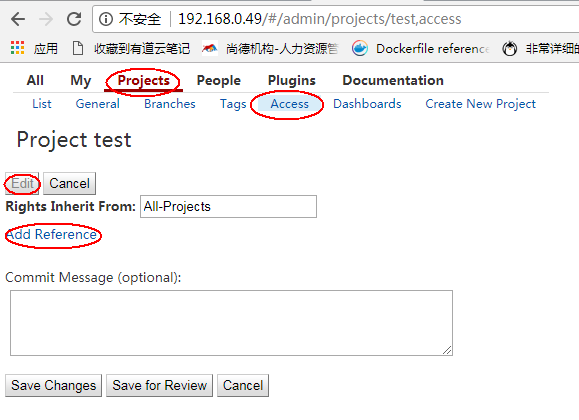 不安全 | 192.168.0.49/#/admin/projects/test,access
应用 收藏到有道云笔记 尚德机构-人力资源管 Dockerfile reference 非常详细的
All My Projects People Plugins Documentation
List General Branches Tags Access Dashboards Create New Project
Project test
Edit Cancel
Rights Inherit From: All-Projects
Add Reference
Commit Message (optional):
Save Changes Save for Review Cancel